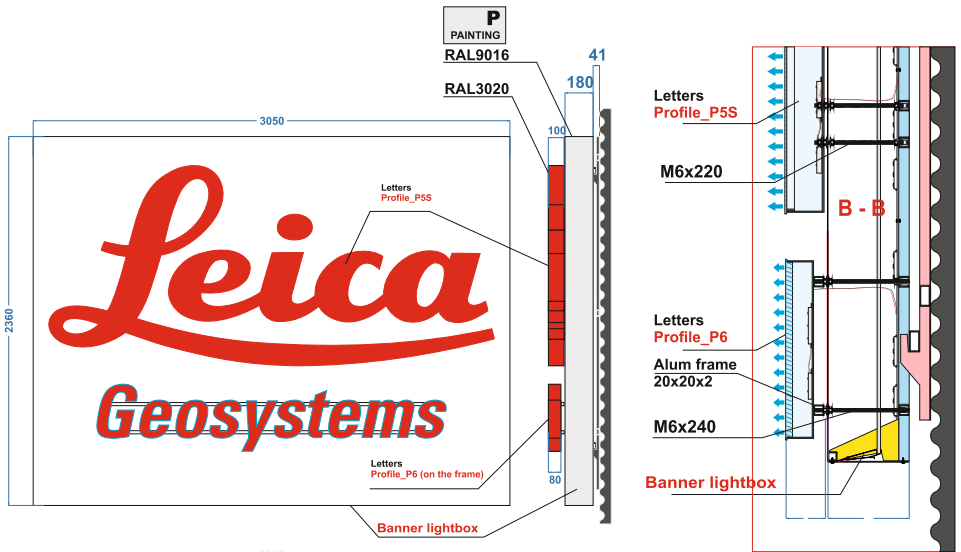 P
PAINTING
RAL9016
41
180
RAL3020
3050
100
Letters
Profile_P5S
Leica
2360
Geosystems
Letters
Profile_P6 (on the frame)
80
Banner lightbox
Letters
Profile_P5S
M6x220
B - B
Letters
Profile_P6
Alum frame
20x20x2
M6x240
Banner lightbox